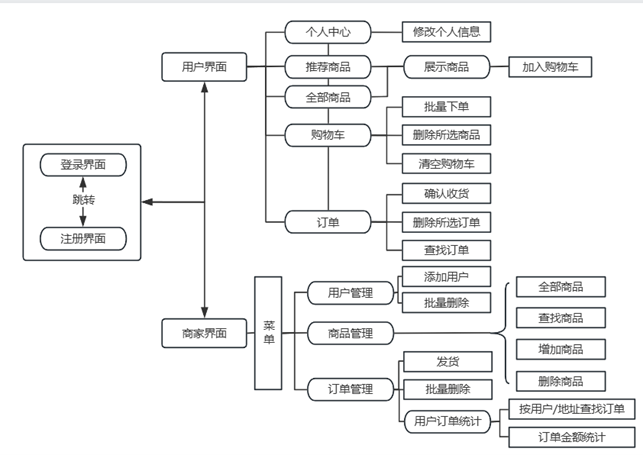 个人中心
修改个人信息
用户界面
推荐商品
展示商品
加入购物车
全部商品
批量下单
购物车
删除所选商品
清空购物车
登录界面
跳转
注册界面
确认收货
订单
删除所选订单
查找订单
添加用户
用户管理
批量删除
全部商品
查找商品
商家界面
菜单
商品管理
增加商品
删除商品
发货
订单管理
批量删除
用户订单统计
按用户/地址查找订单
订单金额统计